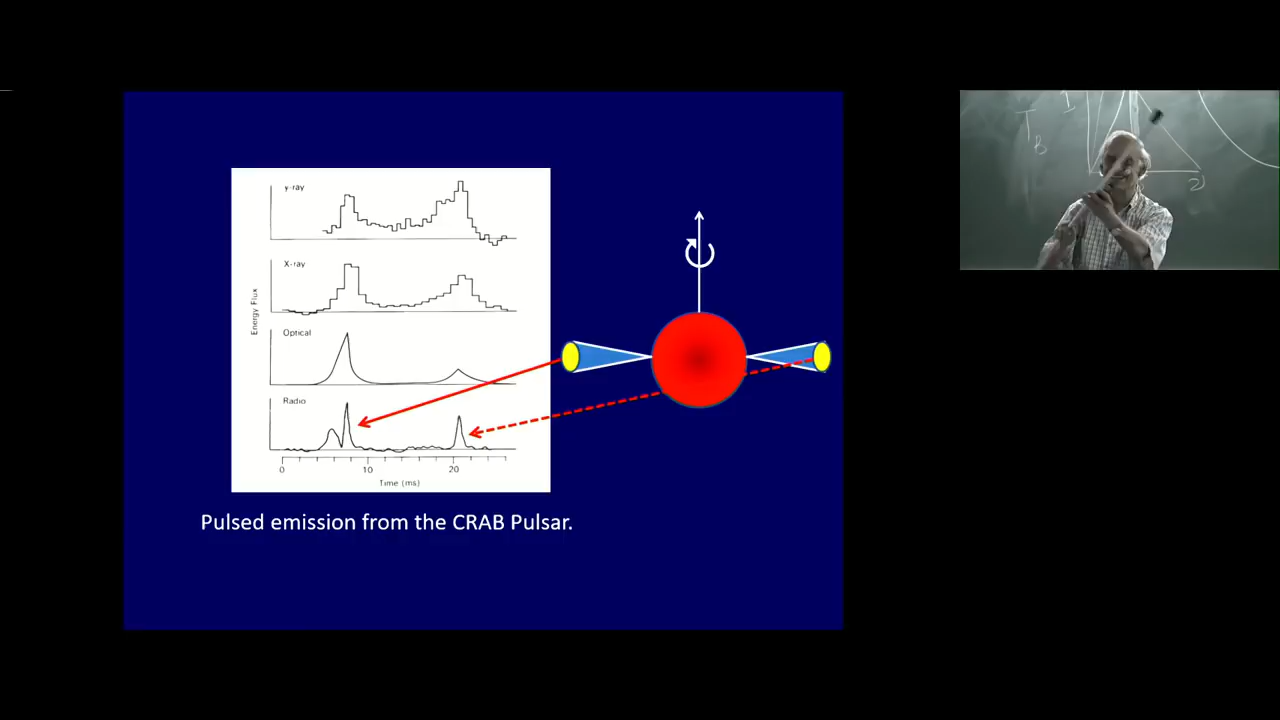 γ-ray
X-ray
Energy Flux
Optical
Radio
0 10 20
Time (ms)
Pulsed emission from the CRAB Pulsar.
T
B